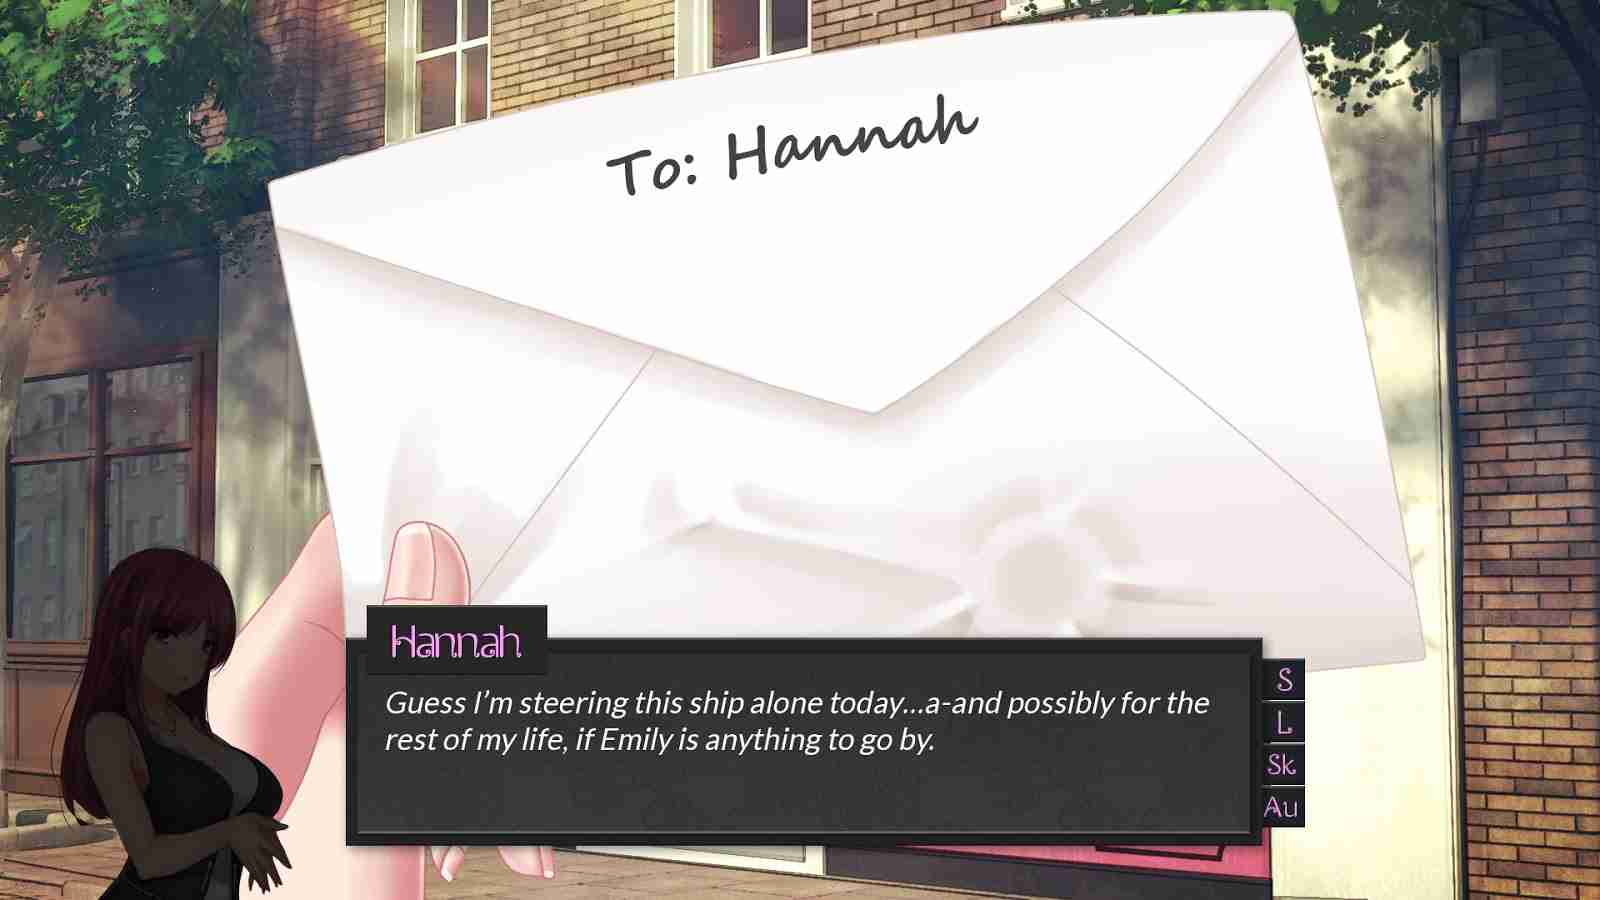 To: Hannah
Hannah
Guess I'm steering this ship alone today...a-and possibly for the
rest of my life, if Emily is anything to go by.
S
L
Sk
Au